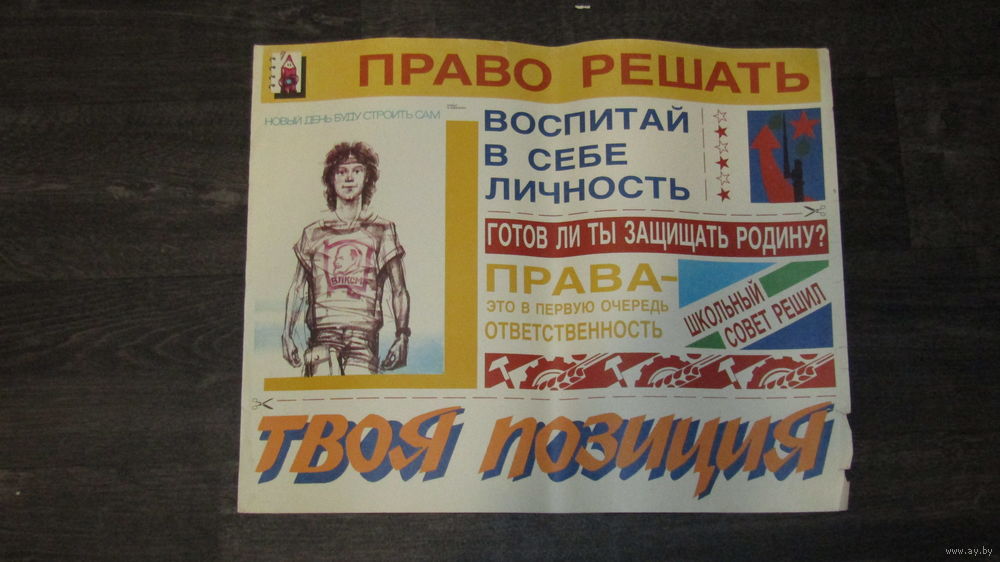 ПРАВО РЕШАТЬ
НОВЫЙ ДЕНЬ БУДУ СТРОИТЬ САМ
ВЛКСМ
ВОСПИТАЙ
В СЕБЕ
ЛИЧНОСТЬ
ГОТОВ ЛИ ТЫ ЗАЩИЩАТЬ РОДИНУ?
ПРАВА-
ЭТО В ПЕРВУЮ ОЧЕРЕДЬ
ОТВЕТСТВЕННОСТЬ
ШКОЛЬНЫЙ
СОВЕТ РЕШИЛ
ТВОЯ ПОЗИЦИЯ
www.ay.by